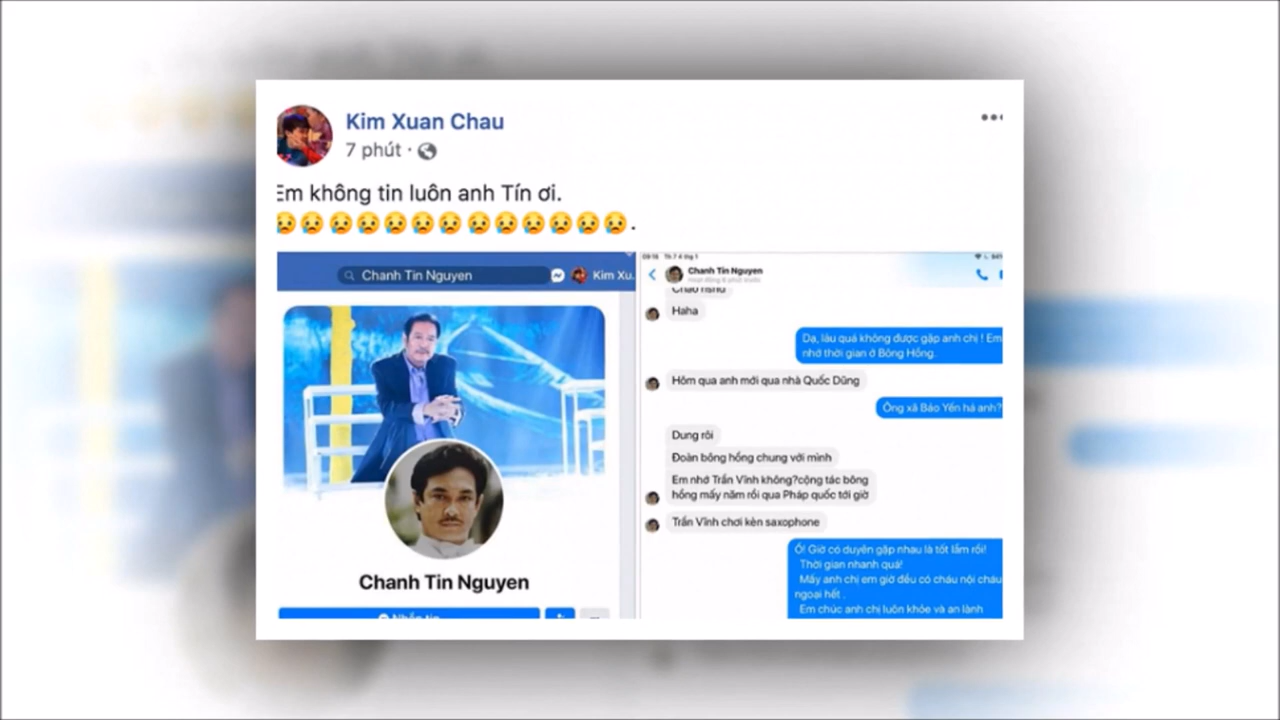 Kim Xuan Chau
7 phút ·
Em không tin luôn anh Tín ơi.
😢😢😢😢😢😢😢😢😢😢😢😢😢.
Chanh Tin Nguyen
Kim Xu...
Chanh Tin Nguyen
Nhắn tin
Chanh Tin Nguyen
Haha
Dạ, lâu quá không được gặp anh chị ! Em
nhớ thời gian ở Bông Hồng.
Hôm qua anh mới qua nhà Quốc Dũng
Ông xã Bảo Yến hả anh?
Dung rồi
Đoàn bông hồng chung với mình
Em nhớ Trần Vĩnh không?cộng tác bông
hồng mấy năm rồi qua Pháp quốc tới giờ
Trần Vĩnh chơi kèn saxophone
Ố! Giờ có duyên gặp nhau là tốt lắm rồi!
Thời gian nhanh quá!
Mấy anh chị em giờ đều có cháu nội cháu
ngoại hết .
Em chúc anh chị luôn khỏe và an lành